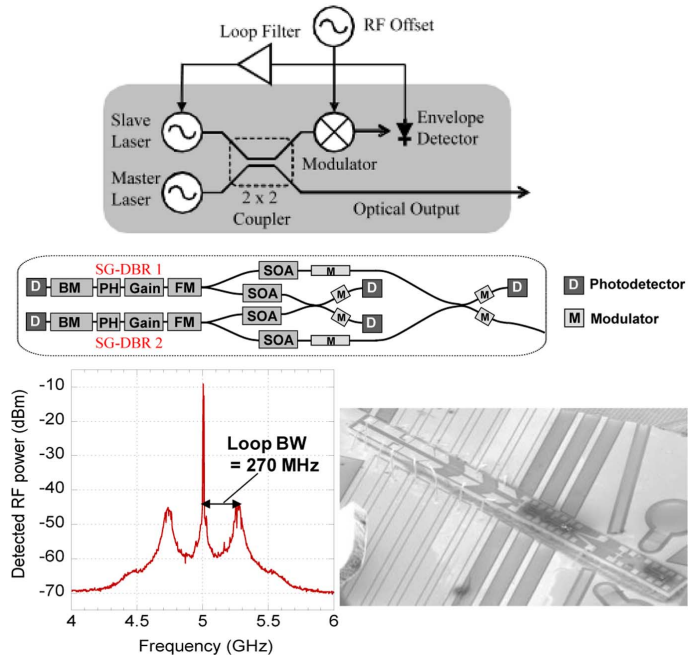 Loop Filter
RF Offset
Slave
Laser
Envelope
Detector
Modulator
Master
Laser
2 x 2
Coupler
Optical Output
SG-DBR 1
D BM PH Gain FM
SOA M
SOA M D
D BM PH Gain FM
SOA M D
SOA M
SG-DBR 2
M D
M
D Photodetector
M Modulator
Detected RF power (dBm)
-10
-20
-30
-40
-50
-60
-70
Loop BW
= 270 MHz
4 4.5 5 5.5 6
Frequency (GHz)